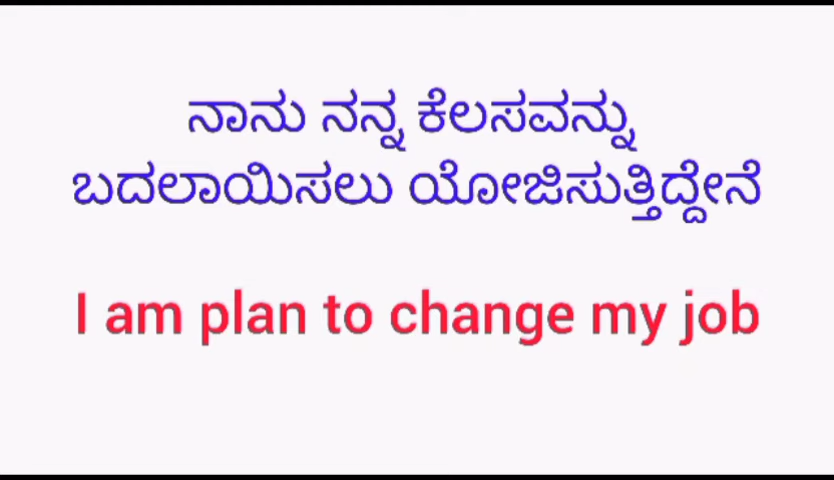 ನಾನು ನನ್ನ ಕೆಲಸವನ್ನು
ಬದಲಾಯಿಸಲು ಯೋಜಿಸುತ್ತಿದ್ದೇನೆ
I am plan to change my job